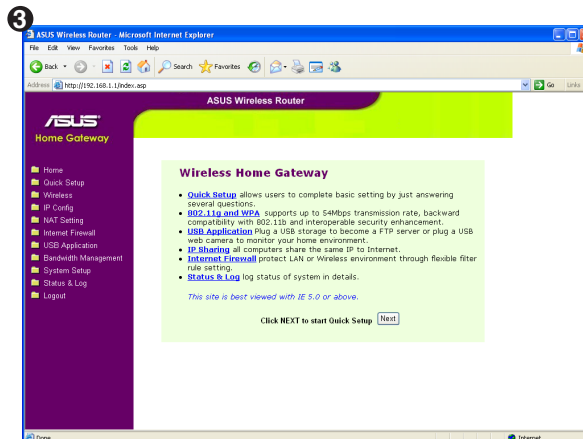 3
ASUS Wireless Router - Microsoft Internet Explorer
File Edit View Favorites Tools Help
Back Search Favorites
Address http://192.168.1.1/index.asp Go Links
ASUS Wireless Router
ASUS
Home Gateway
Home
Quick Setup
Wireless
IP Config
NAT Setting
Internet Firewall
USB Application
Bandwidth Management
System Setup
Status & Log
Logout
Wireless Home Gateway
• Quick Setup allows users to complete basic setting by just answering
several questions.
• 802.11g and WPA supports up to 54Mbps transmission rate, backward
compatibility with 802.11b and interoperable security enhancement.
• USB Application Plug a USB storage to become a FTP server or plug a USB
web camera to monitor your home environment.
• IP Sharing all computers share the same IP to Internet.
• Internet Firewall protect LAN or Wireless environment through flexible filter
rule setting.
• Status & Log log status of system in details.
This site is best viewed with IE 5.0 or above.
Click NEXT to start Quick Setup Next
Done Internet